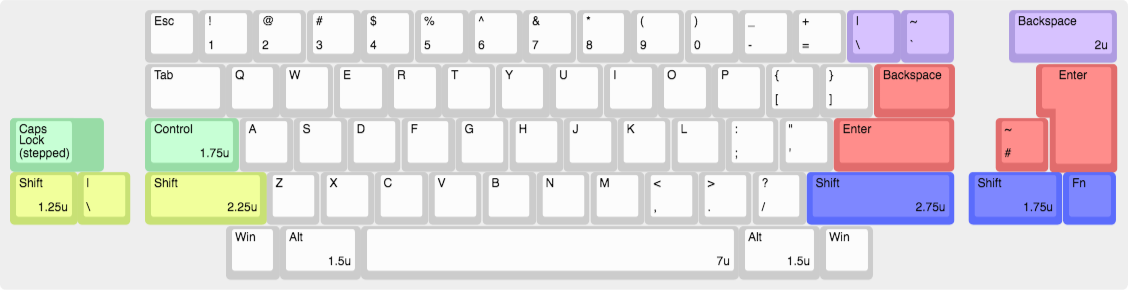 Esc ! @ # $ % ^ & * ( ) _ + | ~ Backspace
1 2 3 4 5 6 7 8 9 0 - = \ ` 2u
Tab Q W E R T Y U I O P { } Backspace Enter
[ ]
Caps
Lock
(stepped)
Control A S D F G H J K L : " Enter ~
1.75u ; ' #
Shift | Shift Z X C V B N M < > ? Shift Shift Fn
1.25u \ 2.25u , . / 2.75u 1.75u
Win Alt Alt Win
1.5u 7u 1.5u